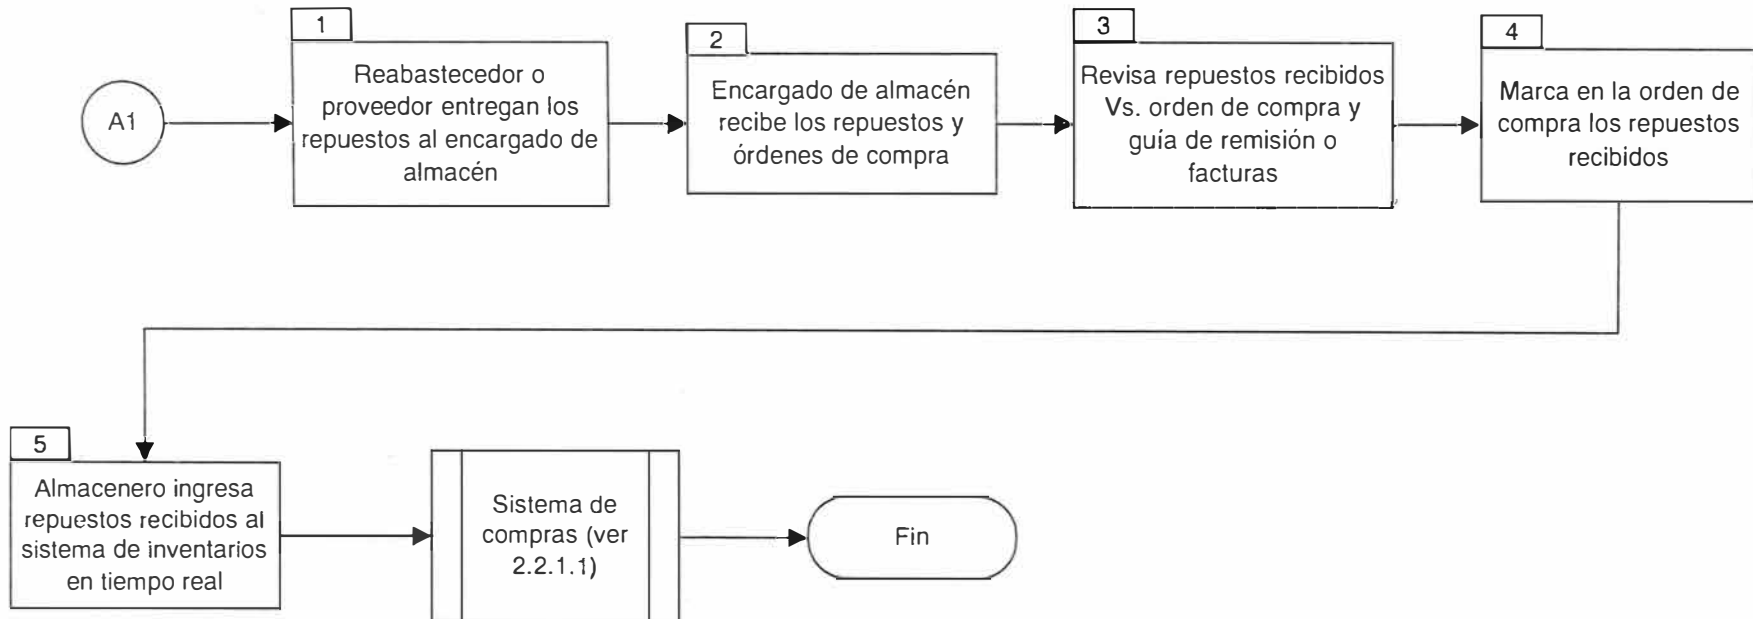 A1
1
Reabastecedor o
proveedor entregan los
repuestos al encargado de
almacén
2
Encargado de almacén
recibe los repuestos y
órdenes de compra
3
Revisa repuestos recibidos
Vs. orden de compra y
guía de remisión o
facturas
4
Marca en la orden de
compra los repuestos
recibidos
5
Almacenero ingresa
repuestos recibidos al
sistema de inventarios
en tiempo real
Sistema de
compras (ver
2.2.1.1)
Fin